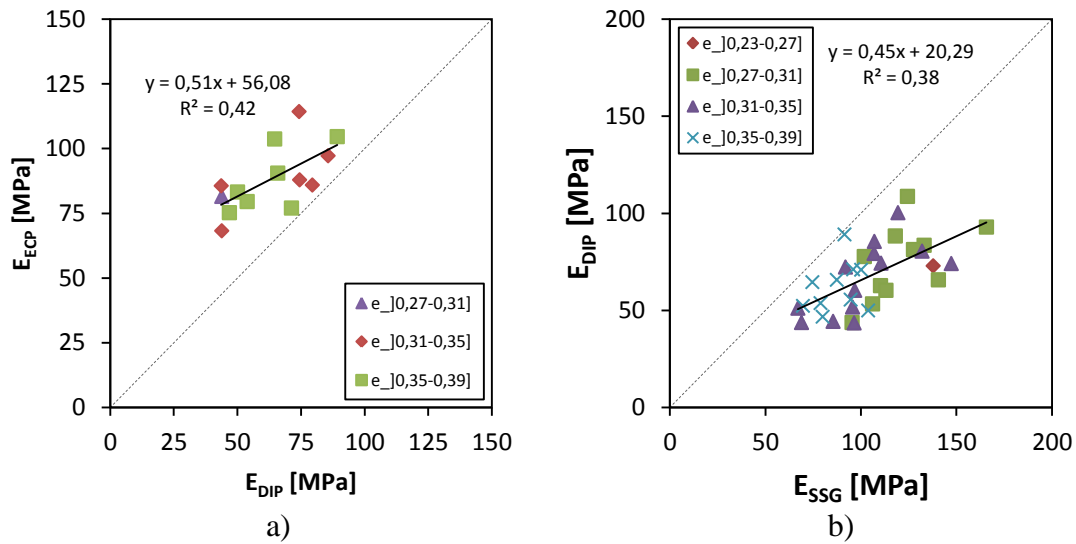 150
125
100
75
50
25
0
E_ECP [MPa]
y = 0,51x + 56,08
R² = 0,42
e_]0,27-0,31]
e_]0,31-0,35]
e_]0,35-0,39]
0 25 50 75 100 125 150
E_DIP [MPa]
a)
200
150
100
50
0
E_DIP [MPa]
e_]0,23-0,27]
e_]0,27-0,31]
e_]0,31-0,35]
e_]0,35-0,39]
y = 0,45x + 20,29
R² = 0,38
0 50 100 150 200
E_SSG [MPa]
b)